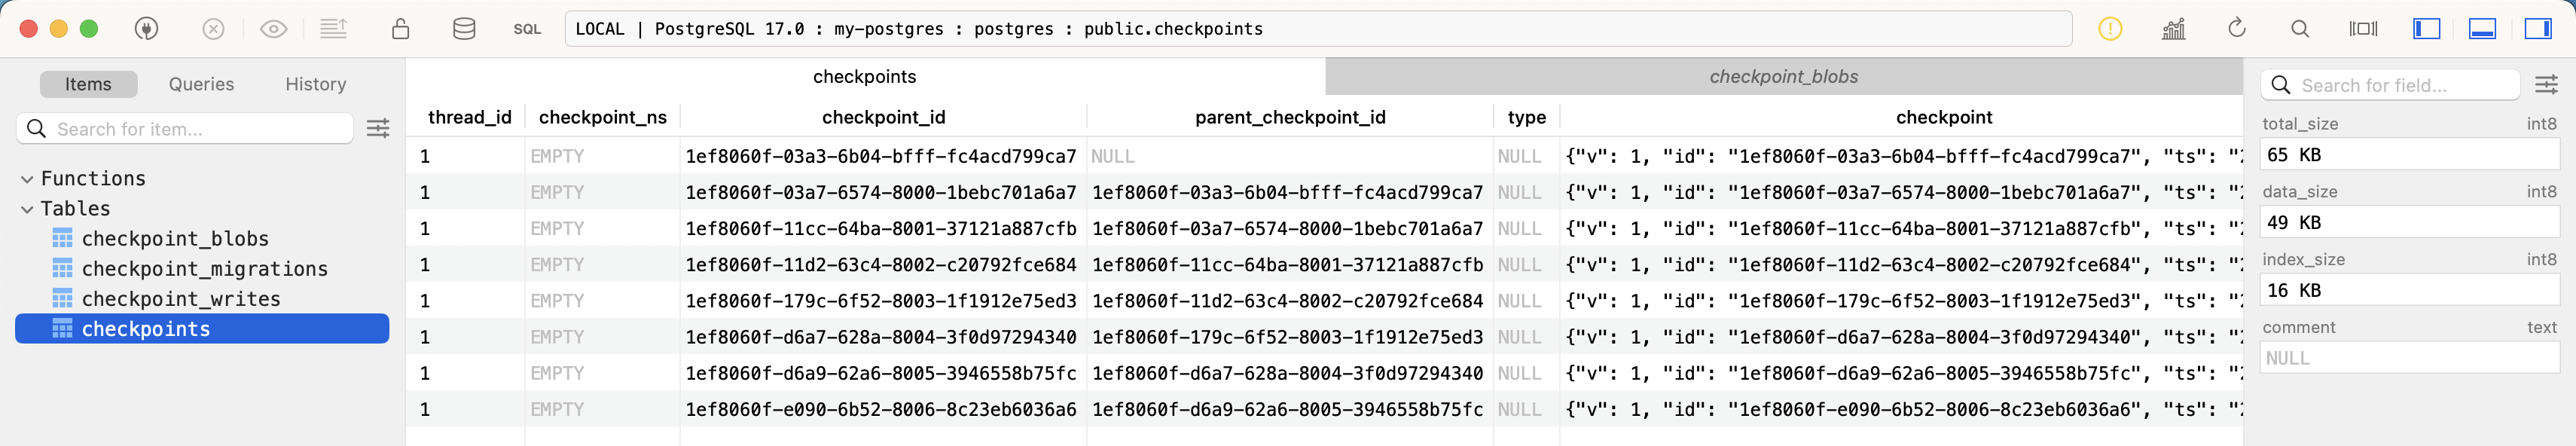 SQL
LOCAL | PostgreSQL 17.0 : my-postgres : postgres : public.checkpoints
Items Queries History
Search for item...
Functions
Tables
checkpoint_blobs
checkpoint_migrations
checkpoint_writes
checkpoints
checkpoints checkpoint_blobs
thread_id checkpoint_ns checkpoint_id parent_checkpoint_id type checkpoint
1 EMPTY 1ef8060f-03a3-6b04-bfff-fc4acd799ca7 NULL NULL {"v": 1, "id": "1ef8060f-03a3-6b04-bfff-fc4acd799ca7", "ts": "2
1 EMPTY 1ef8060f-03a7-6574-8000-1bebc701a6a7 1ef8060f-03a3-6b04-bfff-fc4acd799ca7 NULL {"v": 1, "id": "1ef8060f-03a7-6574-8000-1bebc701a6a7", "ts": "2
1 EMPTY 1ef8060f-11cc-64ba-8001-37121a887cfb 1ef8060f-03a7-6574-8000-1bebc701a6a7 NULL {"v": 1, "id": "1ef8060f-11cc-64ba-8001-37121a887cfb", "ts": "2
1 EMPTY 1ef8060f-11d2-63c4-8002-c20792fce684 1ef8060f-11cc-64ba-8001-37121a887cfb NULL {"v": 1, "id": "1ef8060f-11d2-63c4-8002-c20792fce684", "ts": "2
1 EMPTY 1ef8060f-179c-6f52-8003-1f1912e75ed3 1ef8060f-11d2-63c4-8002-c20792fce684 NULL {"v": 1, "id": "1ef8060f-179c-6f52-8003-1f1912e75ed3", "ts": "2
1 EMPTY 1ef8060f-d6a7-628a-8004-3f0d97294340 1ef8060f-179c-6f52-8003-1f1912e75ed3 NULL {"v": 1, "id": "1ef8060f-d6a7-628a-8004-3f0d97294340", "ts": "2
1 EMPTY 1ef8060f-d6a9-62a6-8005-3946558b75fc 1ef8060f-d6a7-628a-8004-3f0d97294340 NULL {"v": 1, "id": "1ef8060f-d6a9-62a6-8005-3946558b75fc", "ts": "2
1 EMPTY 1ef8060f-e090-6b52-8006-8c23eb6036a6 1ef8060f-d6a9-62a6-8005-3946558b75fc NULL {"v": 1, "id": "1ef8060f-e090-6b52-8006-8c23eb6036a6", "ts": "2
Search for field...
total_size int8
65 KB
data_size int8
49 KB
index_size int8
16 KB
comment text
NULL